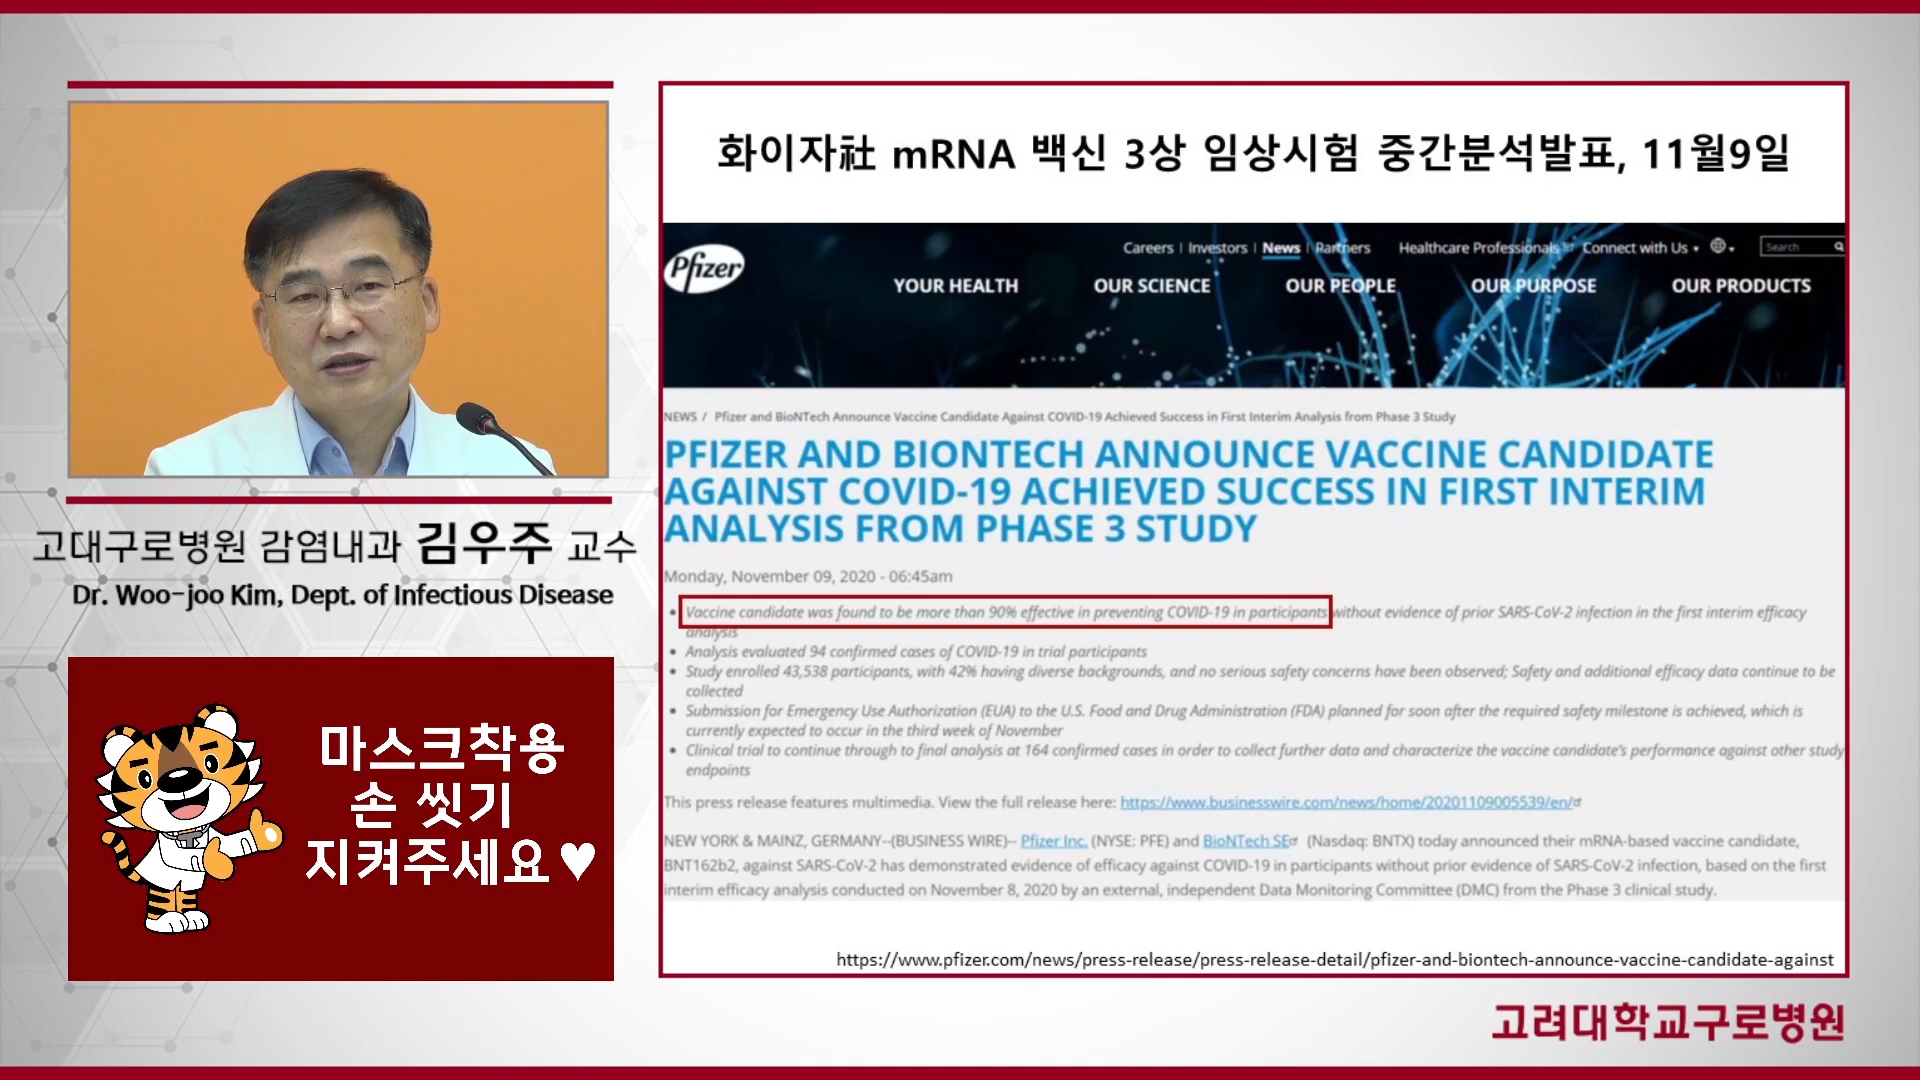 고대구로병원 감염내과 김우주 교수
Dr. Woo-joo Kim, Dept. of Infectious Disease
마스크착용
손 씻기
지켜주세요♥
화이자社 mRNA 백신 3상 임상시험 중간분석발표, 11월9일
Pfizer
Careers | Investors | News | Partners Healthcare Professionals Connect with Us Search
YOUR HEALTH OUR SCIENCE OUR PEOPLE OUR PURPOSE OUR PRODUCTS
NEWS / Pfizer and BioNTech Announce Vaccine Candidate Against COVID-19 Achieved Success in First Interim Analysis from Phase 3 Study
PFIZER AND BIONTECH ANNOUNCE VACCINE CANDIDATE
AGAINST COVID-19 ACHIEVED SUCCESS IN FIRST INTERIM
ANALYSIS FROM PHASE 3 STUDY
Monday, November 09, 2020 - 06:45am
• Vaccine candidate was found to be more than 90% effective in preventing COVID-19 in participants without evidence of prior SARS-CoV-2 infection in the first interim efficacy
analysis
• Analysis evaluated 94 confirmed cases of COVID-19 in trial participants
• Study enrolled 43,538 participants, with 42% having diverse backgrounds, and no serious safety concerns have been observed; Safety and additional efficacy data continue to be
collected
• Submission for Emergency Use Authorization (EUA) to the U.S. Food and Drug Administration (FDA) planned for soon after the required safety milestone is achieved, which is
currently expected to occur in the third week of November
• Clinical trial to continue through to final analysis at 164 confirmed cases in order to collect further data and characterize the vaccine candidate's performance against other study
endpoints
This press release features multimedia. View the full release here: https://www.businesswire.com/news/home/20201109005539/en/
NEW YORK & MAINZ, GERMANY--(BUSINESS WIRE)-- Pfizer Inc. (NYSE: PFE) and BioNTech SE (Nasdaq: BNTX) today announced their mRNA-based vaccine candidate,
BNT162b2, against SARS-CoV-2 has demonstrated evidence of efficacy against COVID-19 in participants without prior evidence of SARS-CoV-2 infection, based on the first
interim efficacy analysis conducted on November 8, 2020 by an external, independent Data Monitoring Committee (DMC) from the Phase 3 clinical study.
https://www.pfizer.com/news/press-release/press-release-detail/pfizer-and-biontech-announce-vaccine-candidate-against
고려대학교구로병원